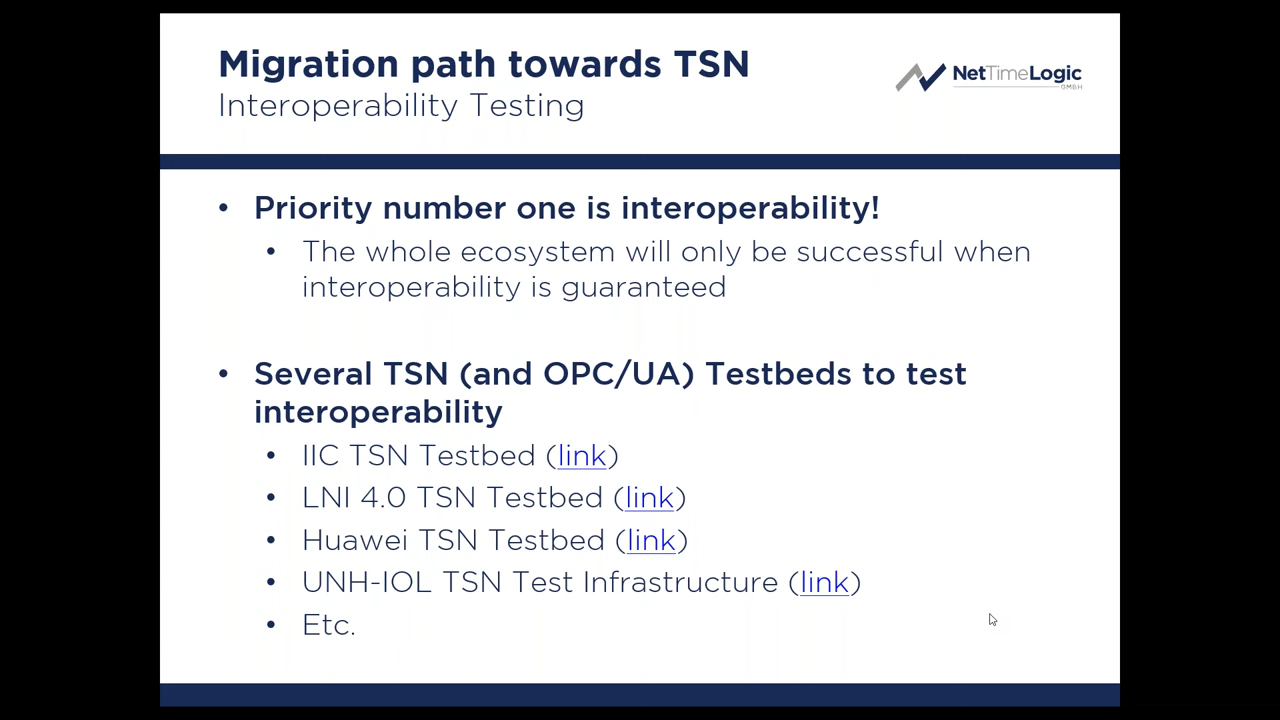 Migration path towards TSN
Interoperability Testing
NetTimeLogic
GMBH
• Priority number one is interoperability!
• The whole ecosystem will only be successful when
interoperability is guaranteed
• Several TSN (and OPC/UA) Testbeds to test
interoperability
• IIC TSN Testbed (link)
• LNI 4.0 TSN Testbed (link)
• Huawei TSN Testbed (link)
• UNH-IOL TSN Test Infrastructure (link)
• Etc.